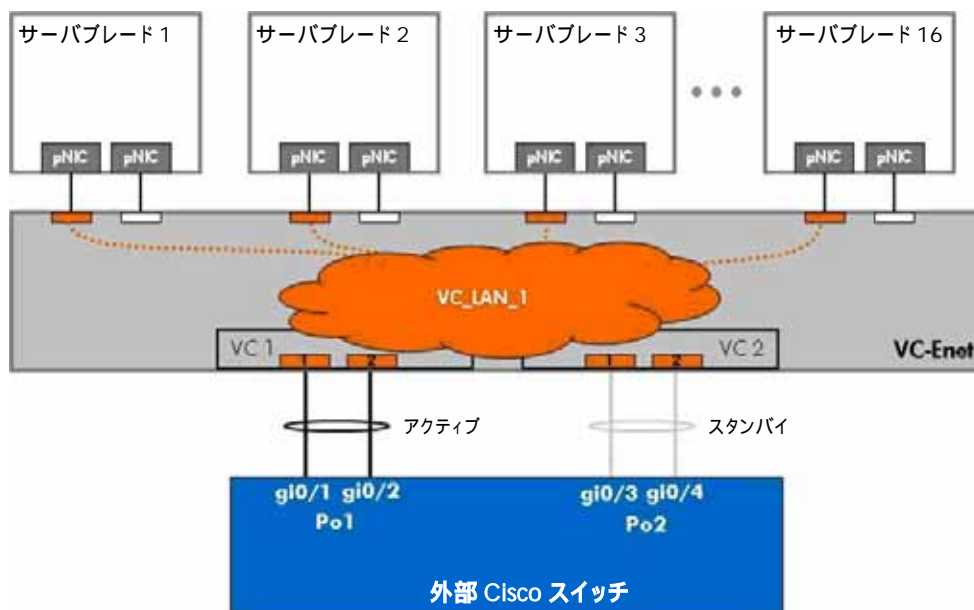 サーバブレード 1 サーバブレード 2 サーバブレード 3 サーバブレード 16
pNIC pNIC pNIC pNIC pNIC pNIC pNIC pNIC
VC_LAN_1
VC 1 VC 2 VC-Enet
1 2 1 2
アクティブ スタンバイ
gi0/1 gi0/2 gi0/3 gi0/4
Po1 Po2
外部 Cisco スイッチ